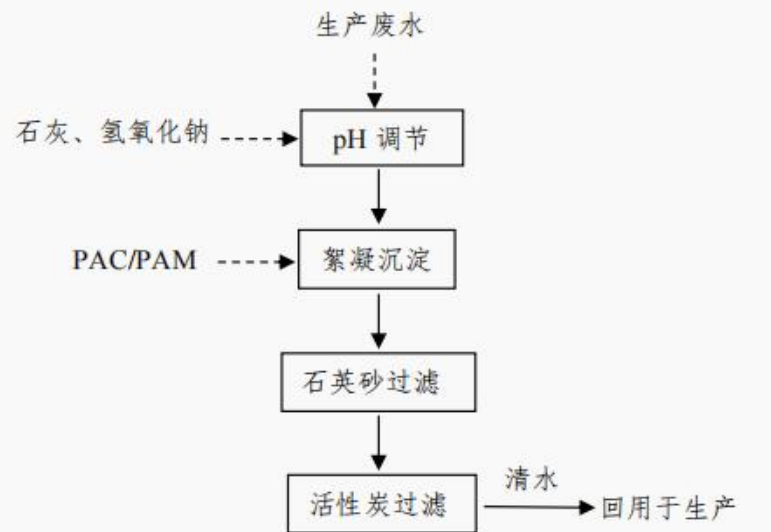 生产废水
石灰、氢氧化钠
pH 调节
PAC/PAM
絮凝沉淀
石英砂过滤
活性炭过滤
清水
回用于生产